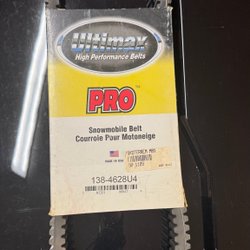 Ultimax
High Performance Belts
PRO
Snowmobile Belt
Courroie Pour Motoneige
138-4628U4